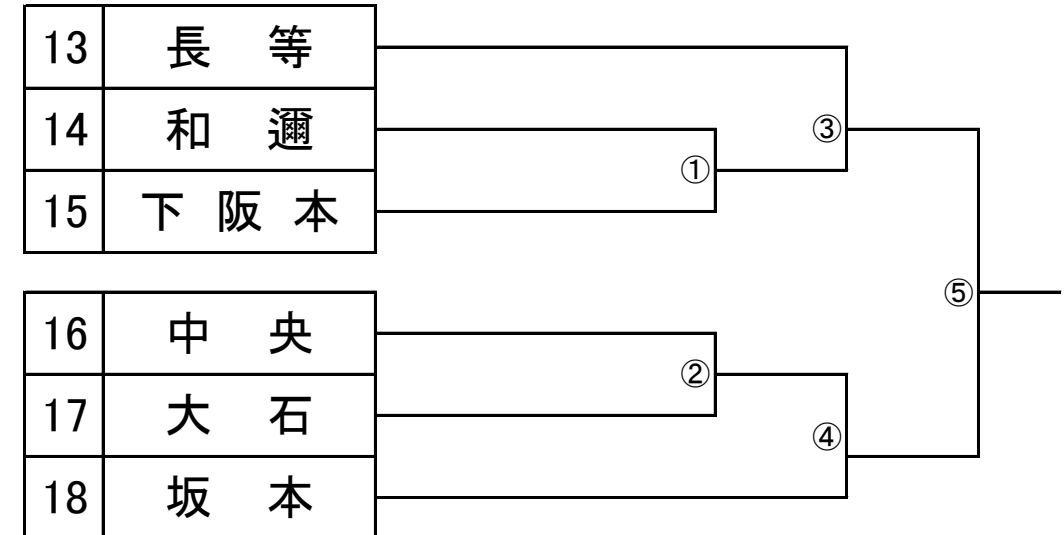 13 長 等
14 和 邇
15 下 阪 本
16 中 央
17 大 石
18 坂 本
①
②
③
④
⑤